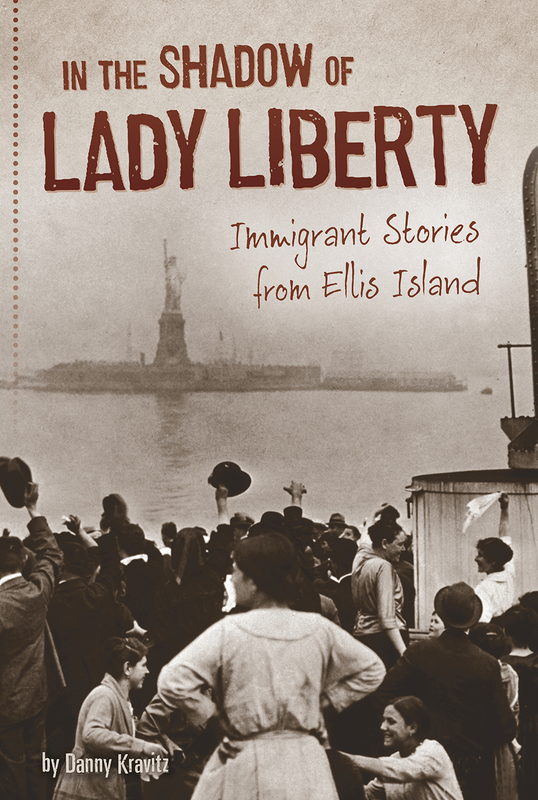 IN THE SHADOW OF
LADY LIBERTY
Immigrant Stories
from Ellis Island
by Danny Kravitz